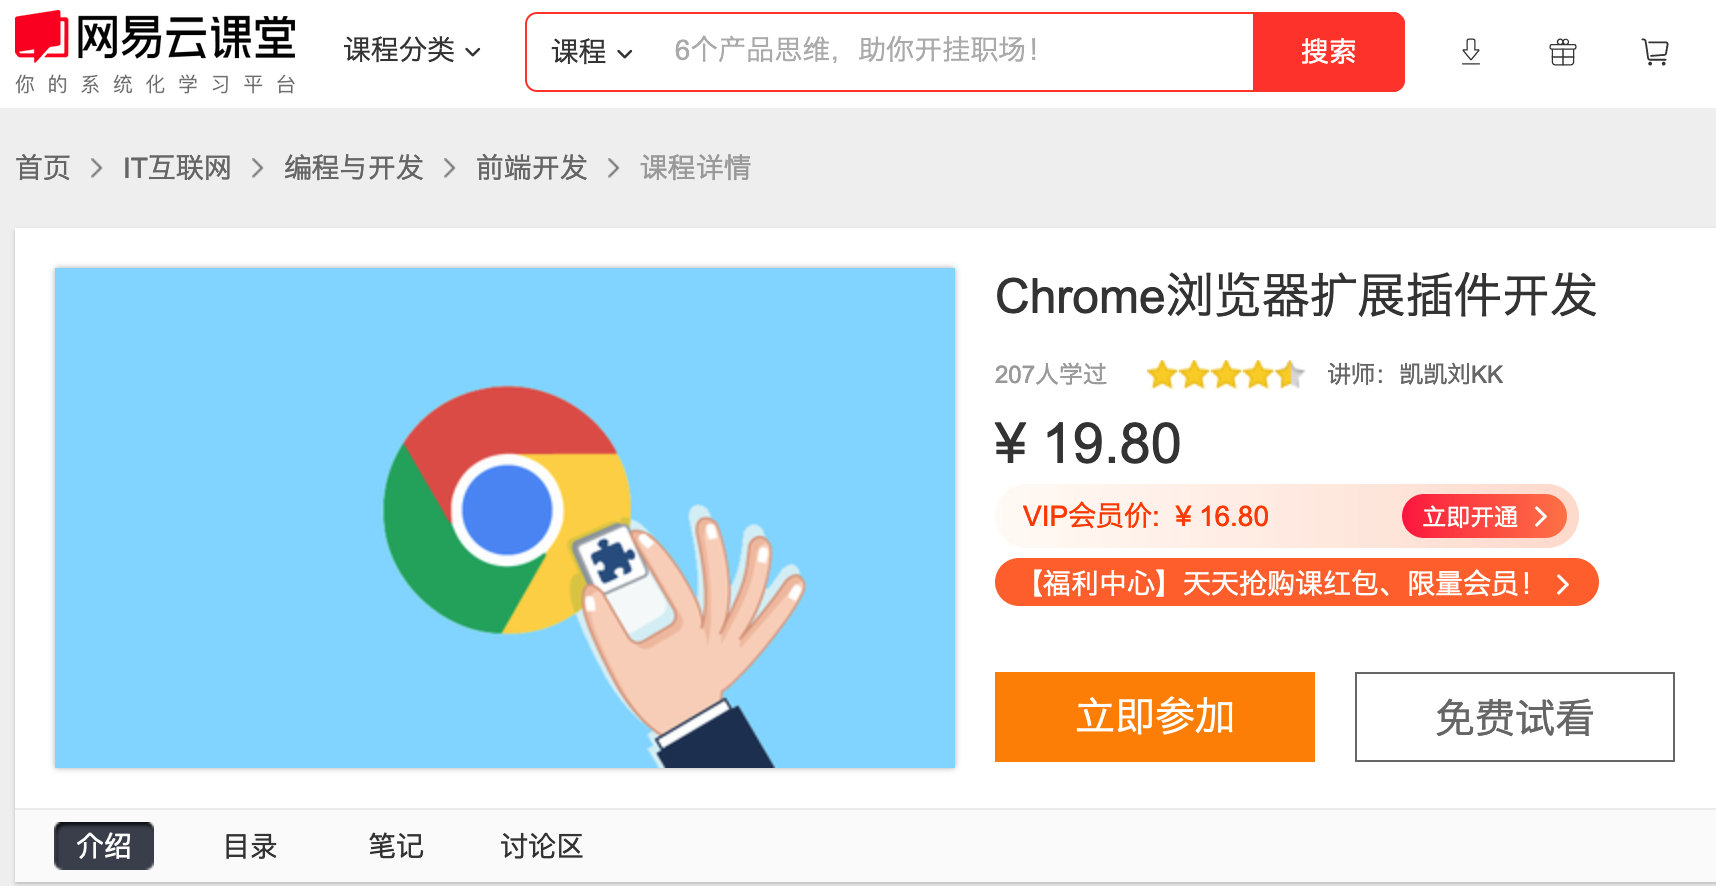 网易云课堂
你的系统化学习平台
课程分类
课程
6个产品思维，助你开挂职场！
搜索
首页 > IT互联网 > 编程与开发 > 前端开发 > 课程详情
Chrome浏览器扩展插件开发
207人学过
讲师：凯凯刘KK
¥ 19.80
VIP会员价: ¥ 16.80
立即开通 >
【福利中心】天天抢购课红包、限量会员！ >
立即参加
免费试看
介绍
目录
笔记
讨论区